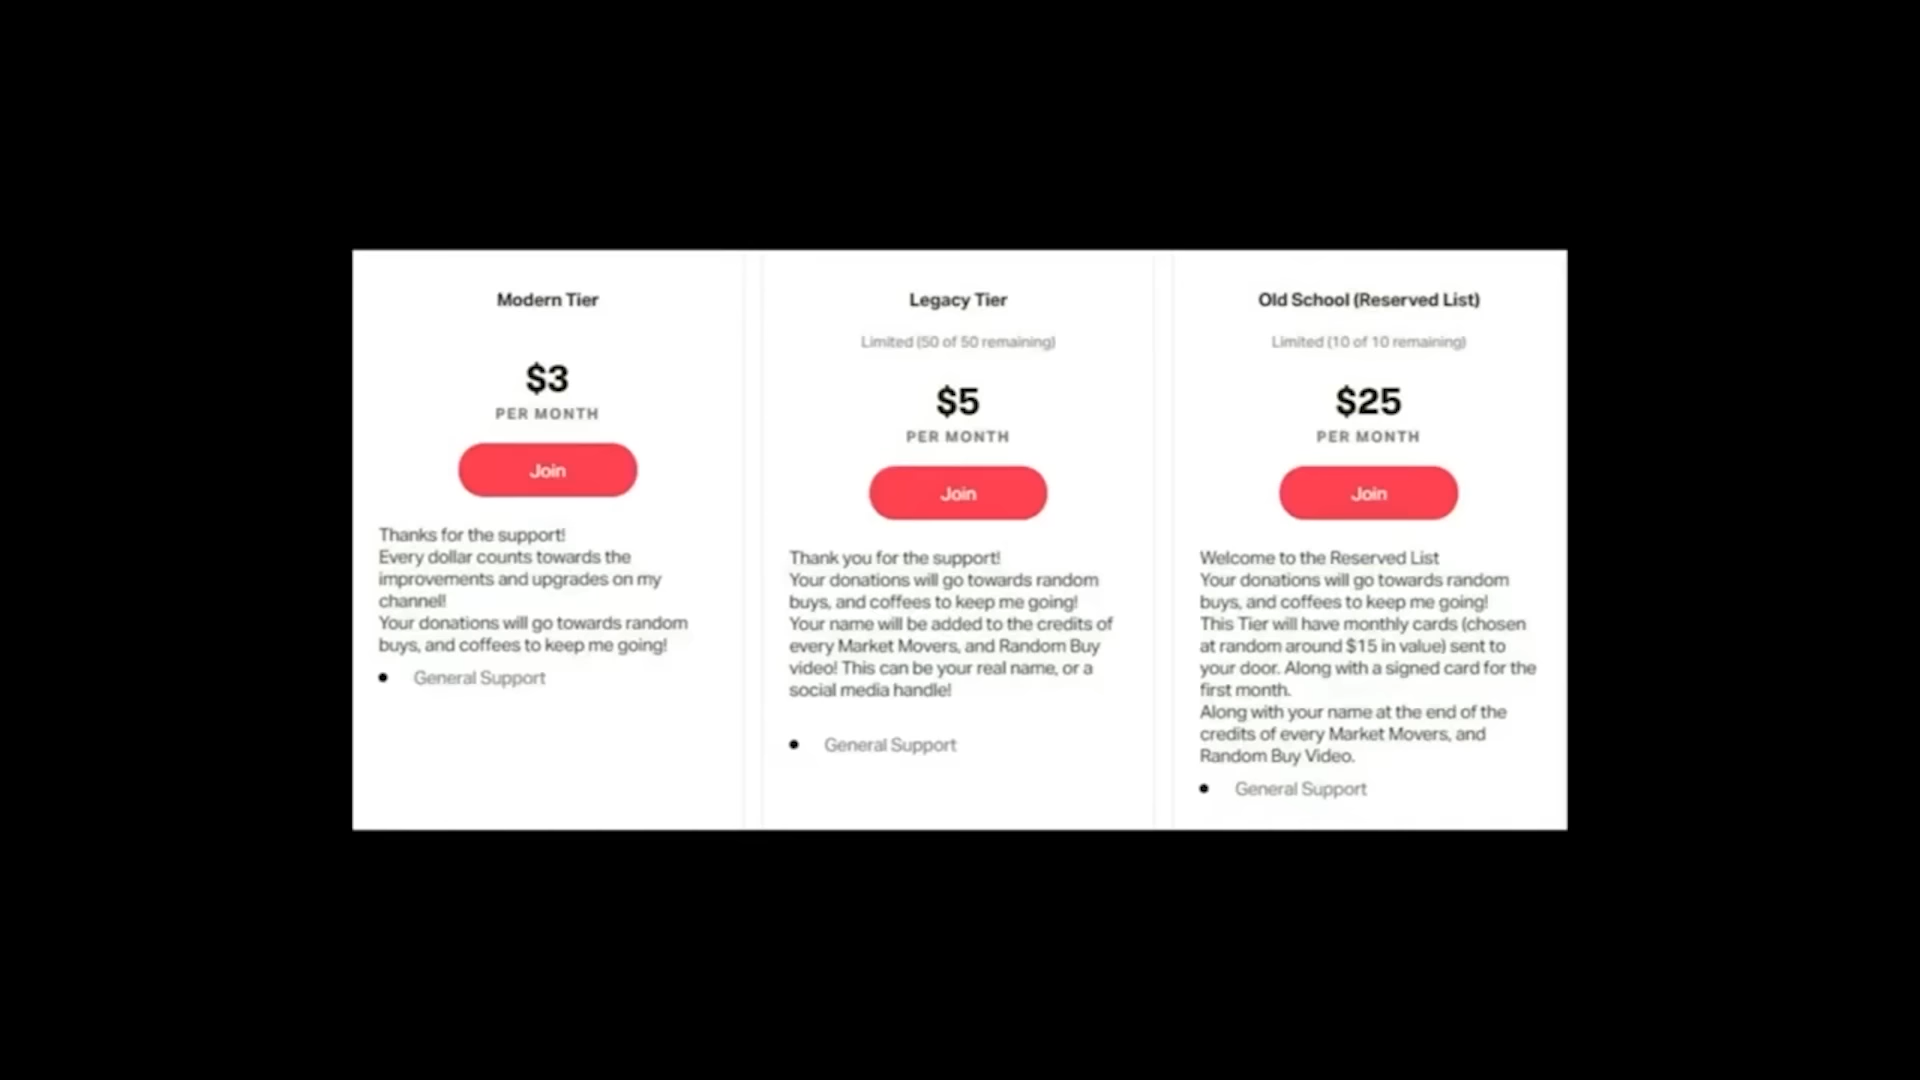 Modern Tier
$3
PER MONTH
Join
Thanks for the support!
Every dollar counts towards the
improvements and upgrades on my
channel!
Your donations will go towards random
buys, and coffees to keep me going!
General Support
Legacy Tier
Limited (50 of 50 remaining)
$5
PER MONTH
Join
Thank you for the support!
Your donations will go towards random
buys, and coffees to keep me going!
Your name will be added to the credits of
every Market Movers, and Random Buy
video! This can be your real name, or a
social media handle!
General Support
Old School (Reserved List)
Limited (10 of 10 remaining)
$25
PER MONTH
Join
Welcome to the Reserved List
Your donations will go towards random
buys, and coffees to keep me going!
This Tier will have monthly cards (chosen
at random around $15 in value) sent to
your door. Along with a signed card for the
first month.
Along with your name at the end of the
credits of every Market Movers, and
Random Buy Video.
General Support